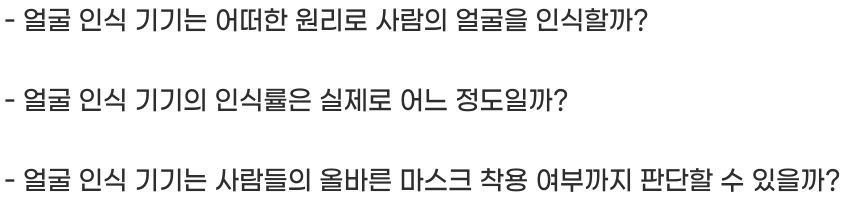 - 얼굴 인식 기기는 어떠한 원리로 사람의 얼굴을 인식할까?
- 얼굴 인식 기기의 인식률은 실제로 어느 정도일까?
- 얼굴 인식 기기는 사람들의 올바른 마스크 착용 여부까지 판단할 수 있을까?